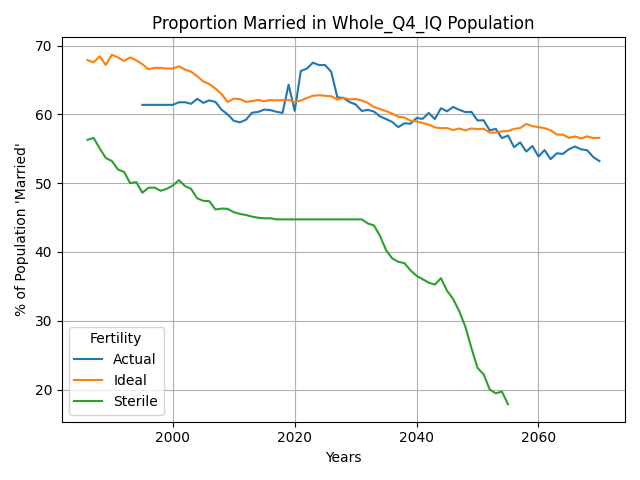 Proportion Married in Whole_Q4_IQ Population
% of Population 'Married'
70
60
50
40
30
20
Fertility
Actual
Ideal
Sterile
2000 2020 2040 2060
Years